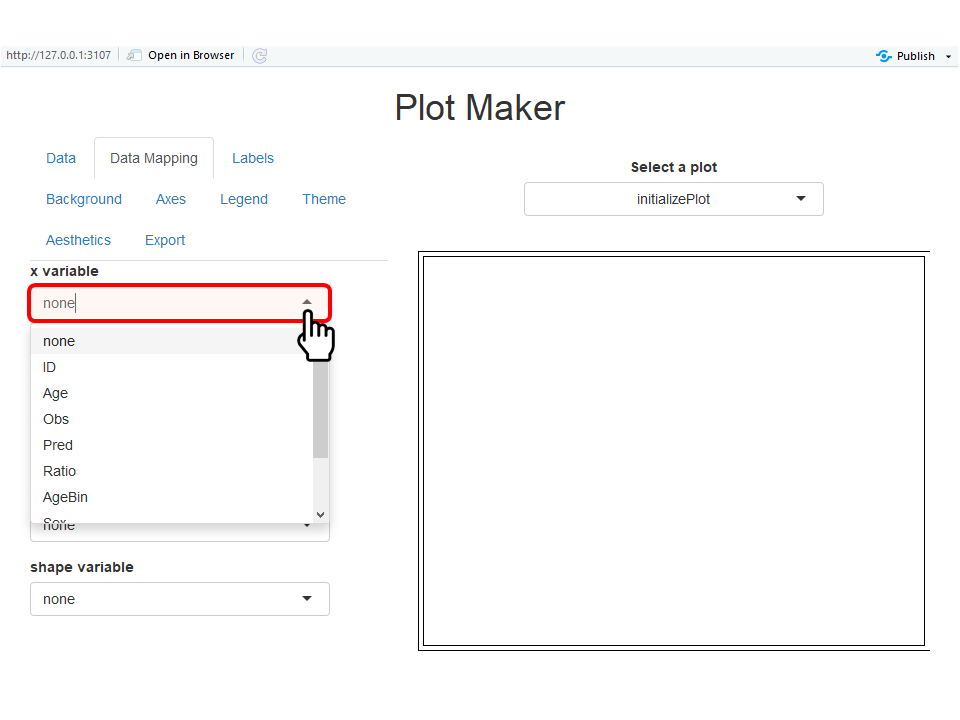 http://127.0.0.1:3107 Open in Browser Publish
Plot Maker
Data Data Mapping Labels
Background Axes Legend Theme
Aesthetics Export
Select a plot
initializePlot
x variable
none
none
ID
Age
Obs
Pred
Ratio
AgeBin
none
shape variable
none